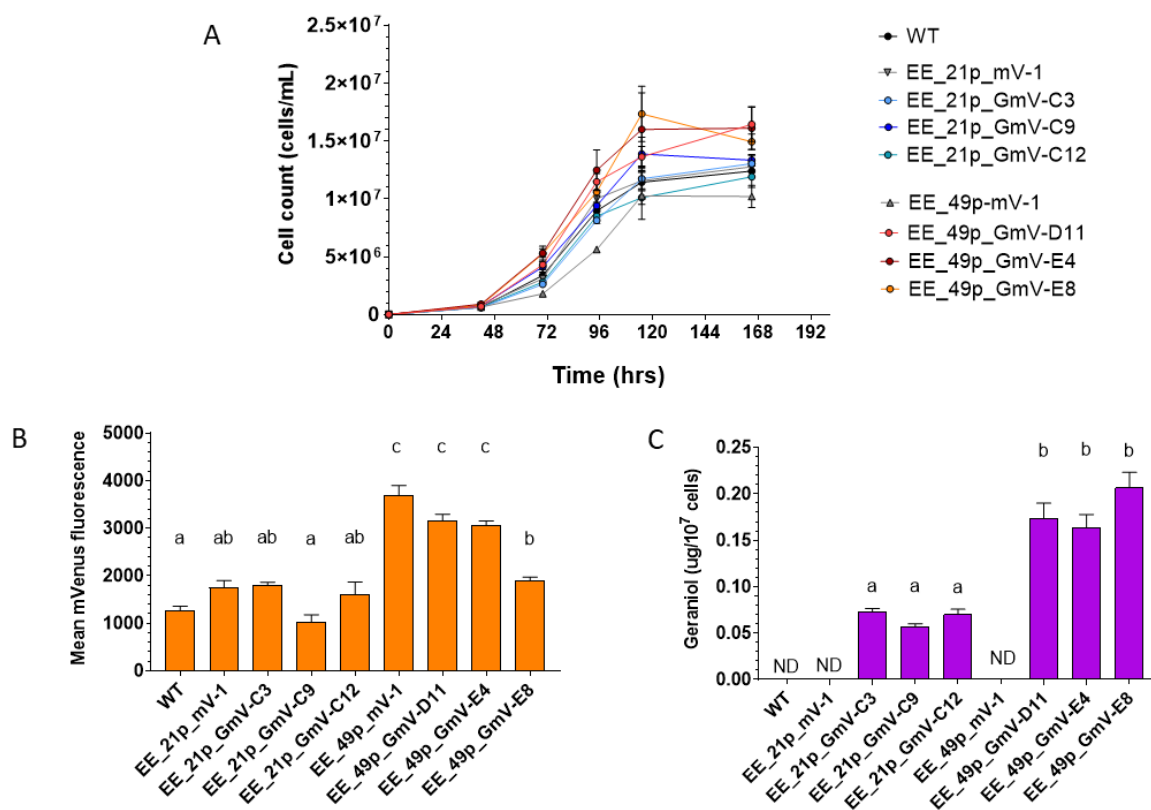 A
Cell count (cells/mL)
2.5×10⁷
2×10⁷
1.5×10⁷
1×10⁷
5×10⁶
0
0 24 48 72 96 120 144 168 192
Time (hrs)
WT
EE_21p_mV-1
EE_21p_GmV-C3
EE_21p_GmV-C9
EE_21p_GmV-C12
EE_49p-mV-1
EE_49p_GmV-D11
EE_49p_GmV-E4
EE_49p_GmV-E8
B
Mean mVenus fluorescence
5000
4000
3000
2000
1000
0
a ab ab a ab c c c b
WT
EE_21p_mV-1
EE_21p_GmV-C3
EE_21p_GmV-C9
EE_21p_GmV-C12
EE_49p_mV-1
EE_49p_GmV-D11
EE_49p_GmV-E4
EE_49p_GmV-E8
C
Geraniol (ug/10⁷ cells)
0.25
0.20
0.15
0.10
0.05
0.00
ND ND a a a ND b b b
WT
EE_21p_mV-1
EE_21p_GmV-C3
EE_21p_GmV-C9
EE_21p_GmV-C12
EE_49p_mV-1
EE_49p_GmV-D11
EE_49p_GmV-E4
EE_49p_GmV-E8